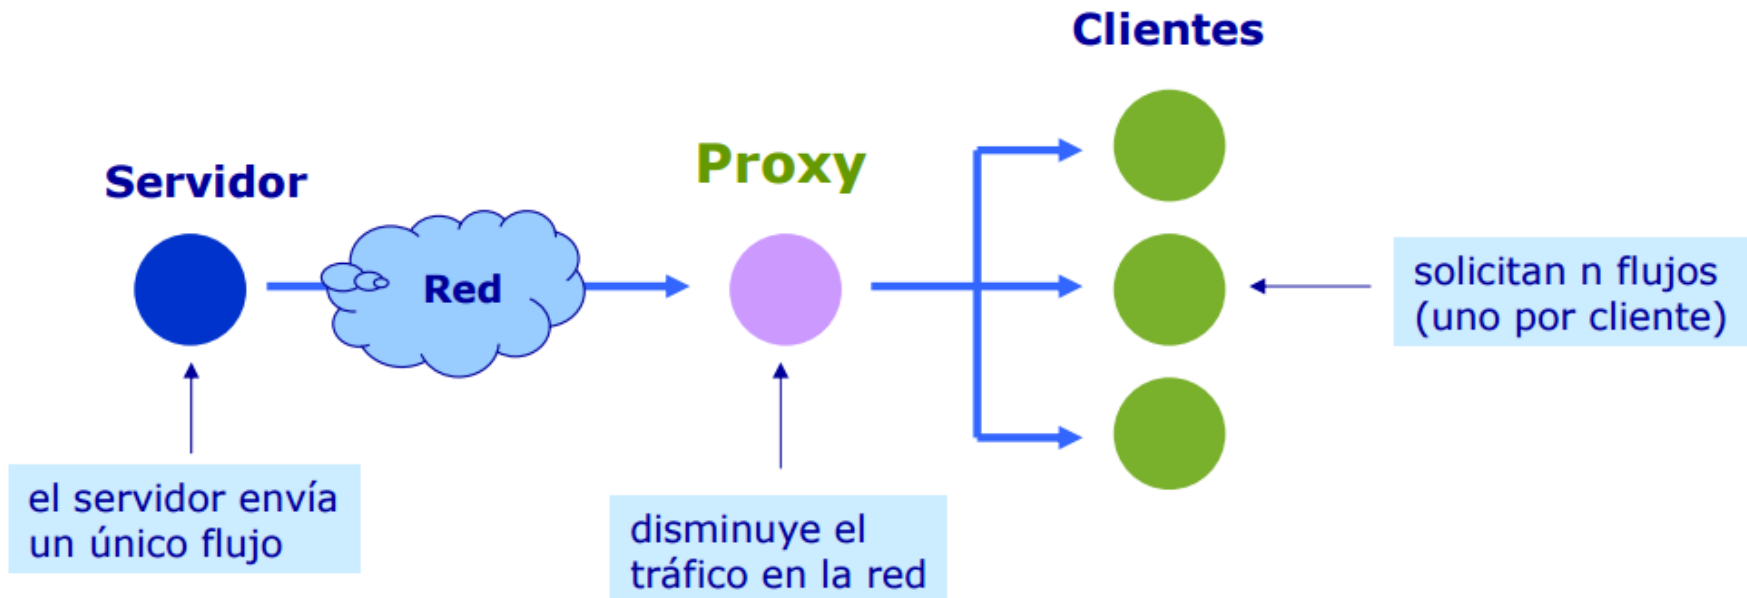 Clientes
Proxy
Servidor
Red
solicitan n flujos
(uno por cliente)
el servidor envía
un único flujo
disminuye el
tráfico en la red